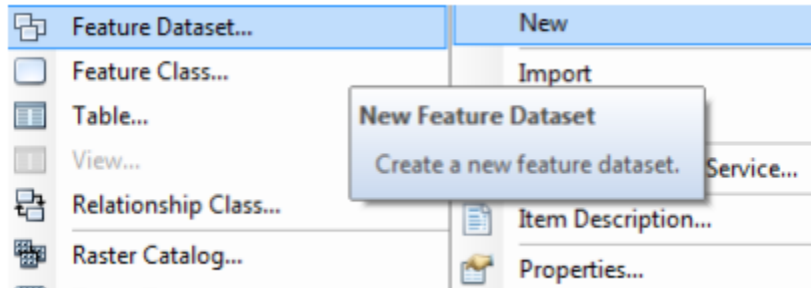 Feature Dataset...
Feature Class...
Table...
View...
Relationship Class...
Raster Catalog...
New
Import
New Feature Dataset
Create a new feature dataset.
Service...
Item Description...
Properties...